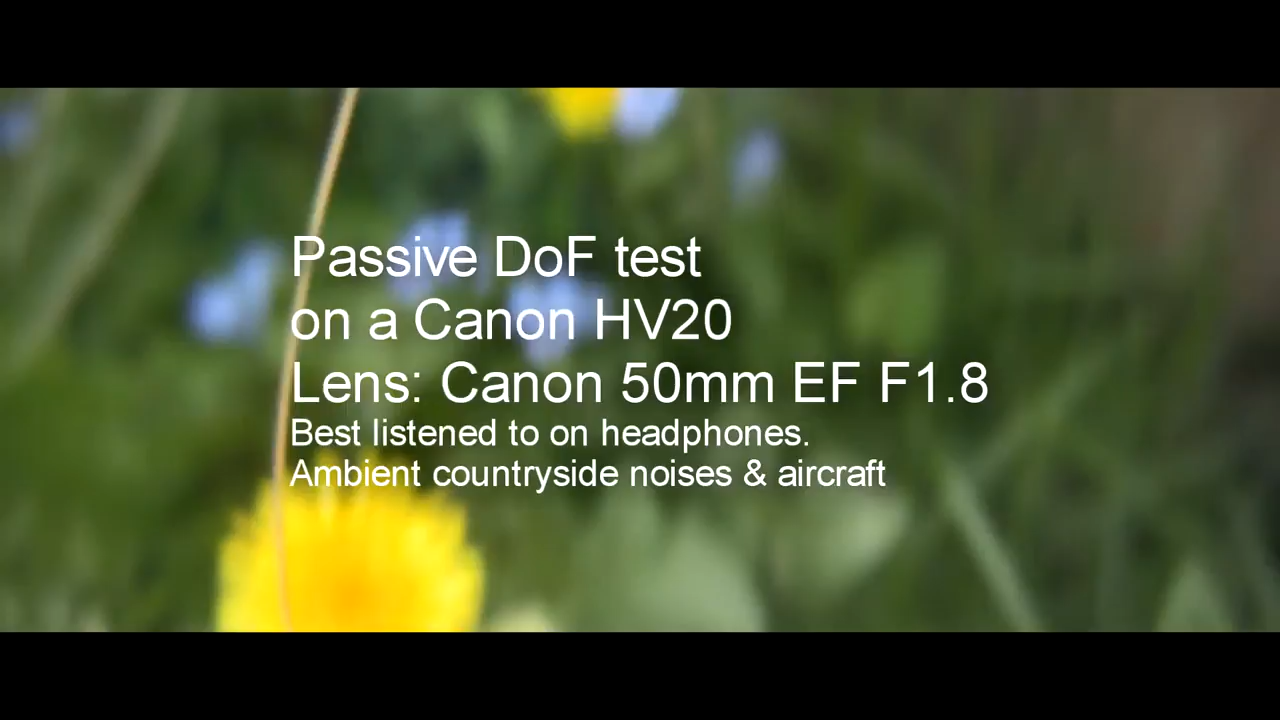 Passive DoF test
on a Canon HV20
Lens: Canon 50mm EF F1.8
Best listened to on headphones.
Ambient countryside noises & aircraft